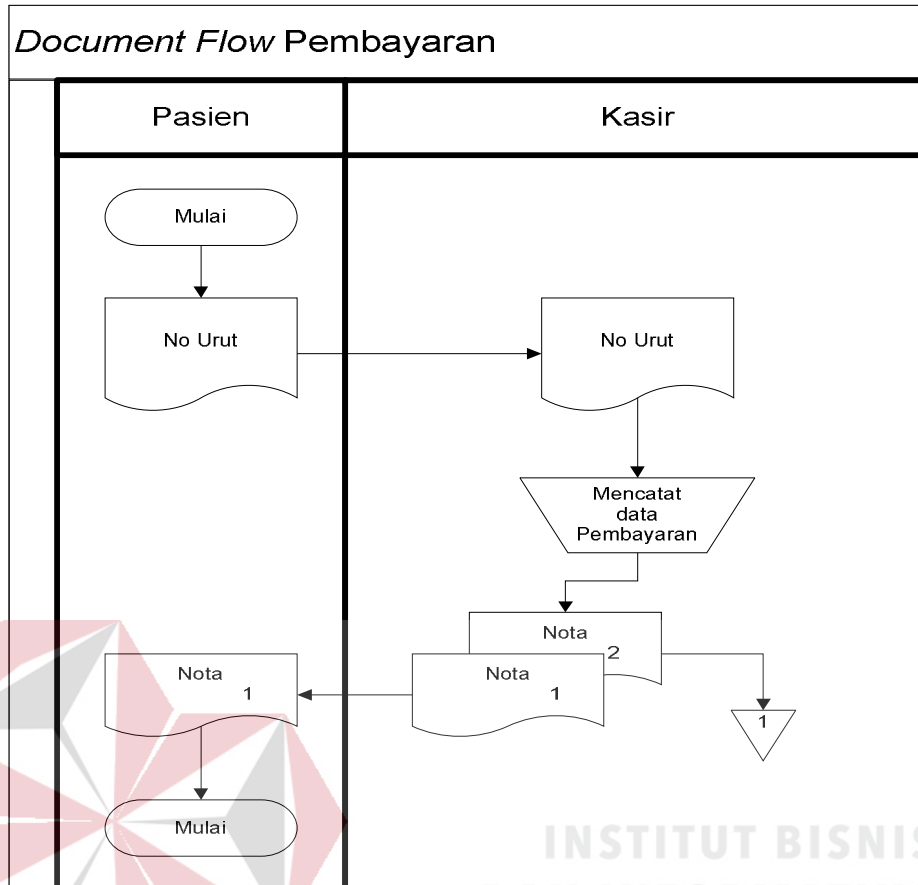 Document Flow Pembayaran
Pasien
Kasir
Mulai
No Urut
No Urut
Mencatat
data
Pembayaran
Nota
2
Nota
1
Nota
1
1
Mulai
INSTITUT BISNIS